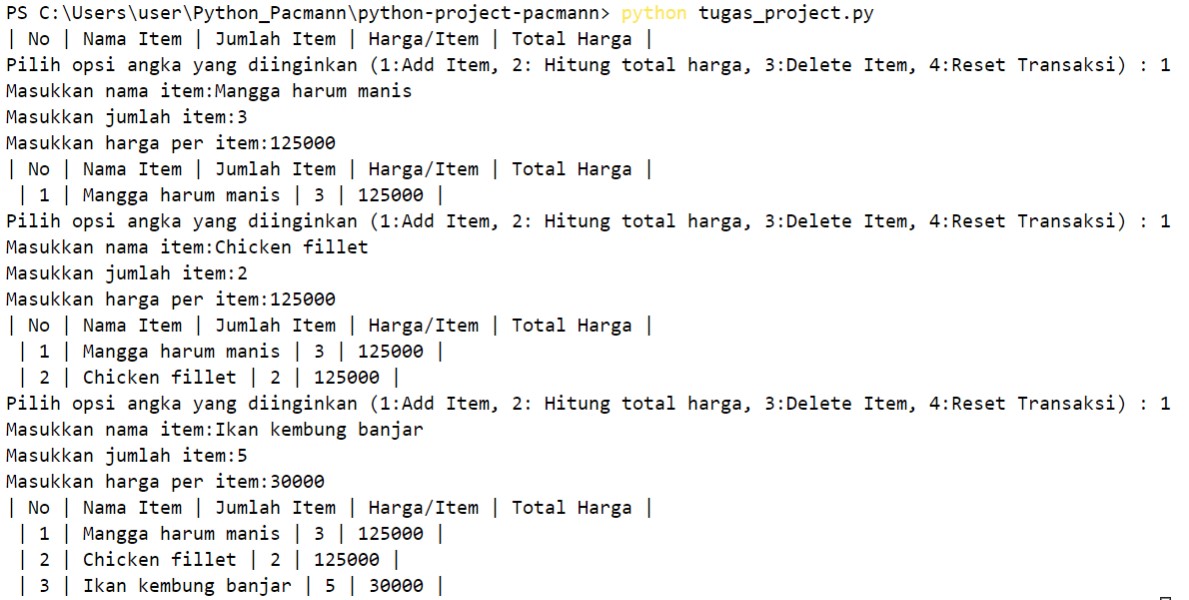 PS C:\Users\user\Python_Pacmann\python-project-pacmann> python tugas_project.py
| No | Nama Item | Jumlah Item | Harga/Item | Total Harga |
Pilih opsi angka yang diinginkan (1:Add Item, 2: Hitung total harga, 3:Delete Item, 4:Reset Transaksi) : 1
Masukkan nama item:Mangga harum manis
Masukkan jumlah item:3
Masukkan harga per item:125000
| No | Nama Item | Jumlah Item | Harga/Item | Total Harga |
 | 1 | Mangga harum manis | 3 | 125000 |
Pilih opsi angka yang diinginkan (1:Add Item, 2: Hitung total harga, 3:Delete Item, 4:Reset Transaksi) : 1
Masukkan nama item:Chicken fillet
Masukkan jumlah item:2
Masukkan harga per item:125000
| No | Nama Item | Jumlah Item | Harga/Item | Total Harga |
 | 1 | Mangga harum manis | 3 | 125000 |
 | 2 | Chicken fillet | 2 | 125000 |
Pilih opsi angka yang diinginkan (1:Add Item, 2: Hitung total harga, 3:Delete Item, 4:Reset Transaksi) : 1
Masukkan nama item:Ikan kembung banjar
Masukkan jumlah item:5
Masukkan harga per item:30000
| No | Nama Item | Jumlah Item | Harga/Item | Total Harga |
 | 1 | Mangga harum manis | 3 | 125000 |
 | 2 | Chicken fillet | 2 | 125000 |
 | 3 | Ikan kembung banjar | 5 | 30000 |